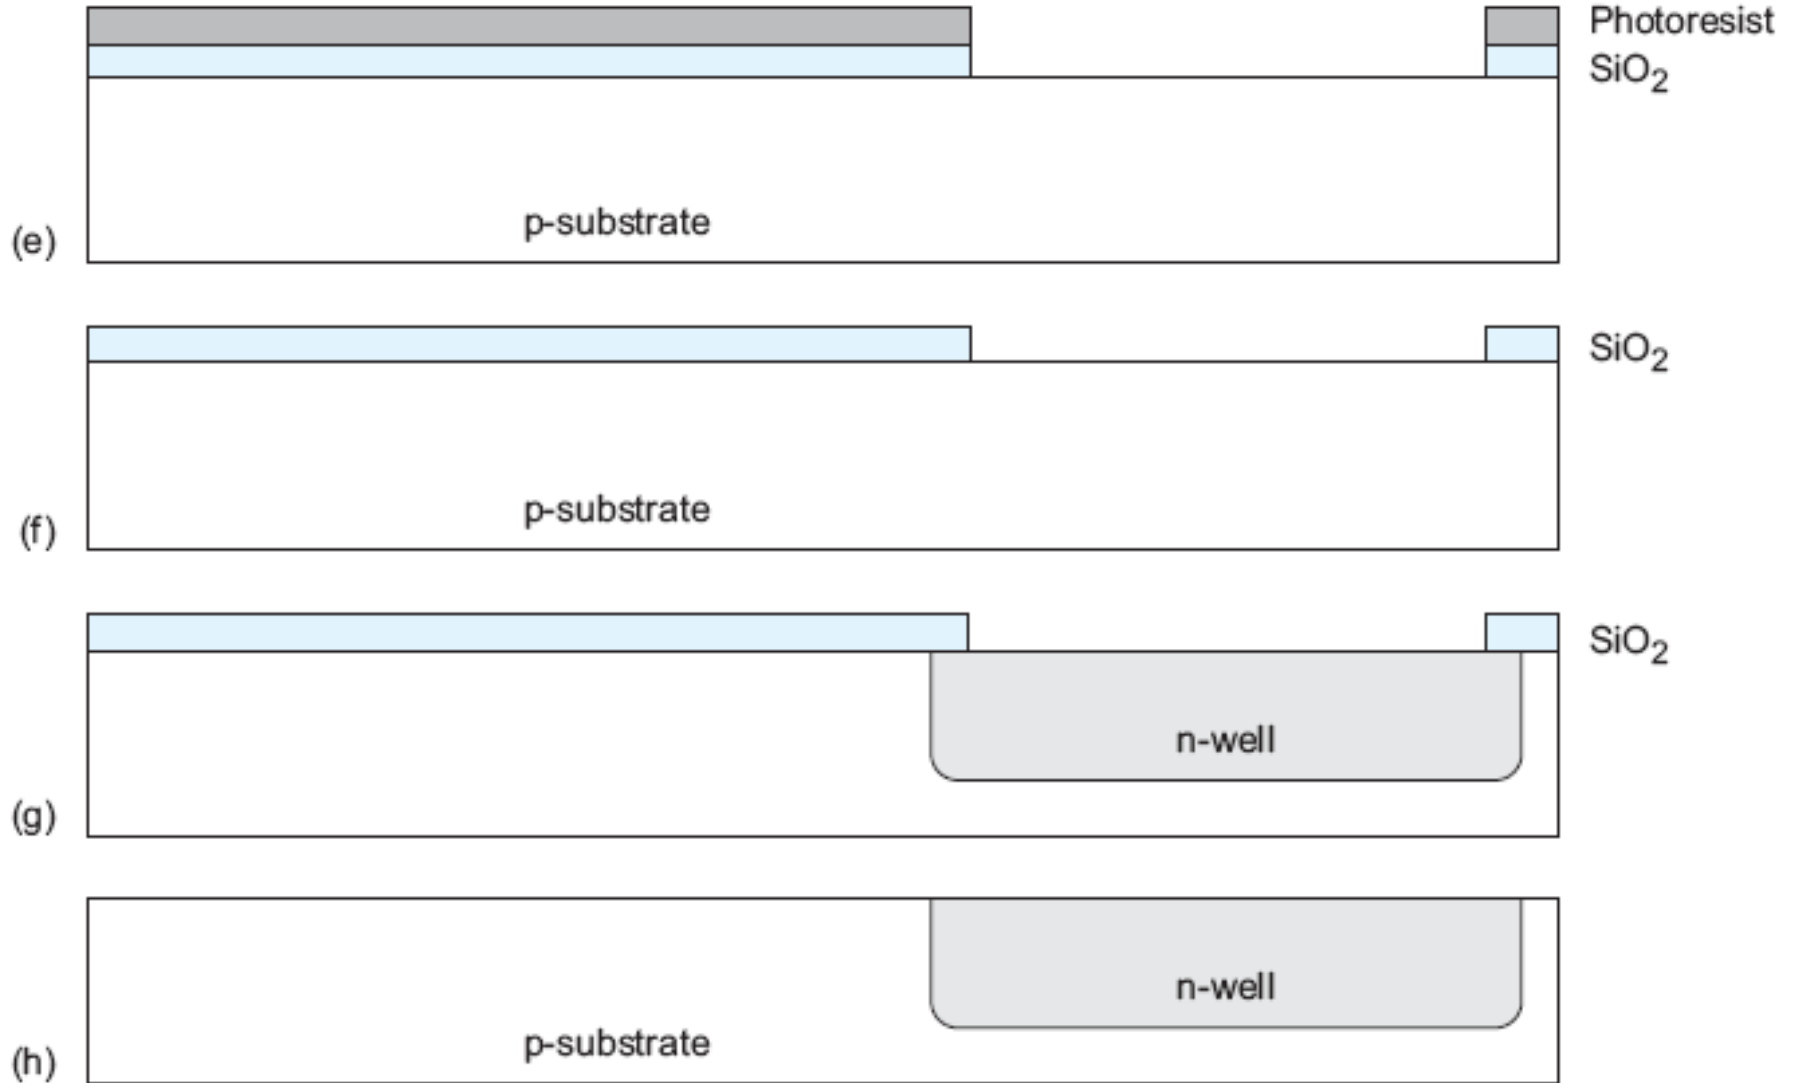 Photoresist
SiO2
p-substrate
(e)
SiO2
p-substrate
(f)
SiO2
n-well
(g)
n-well
p-substrate
(h)